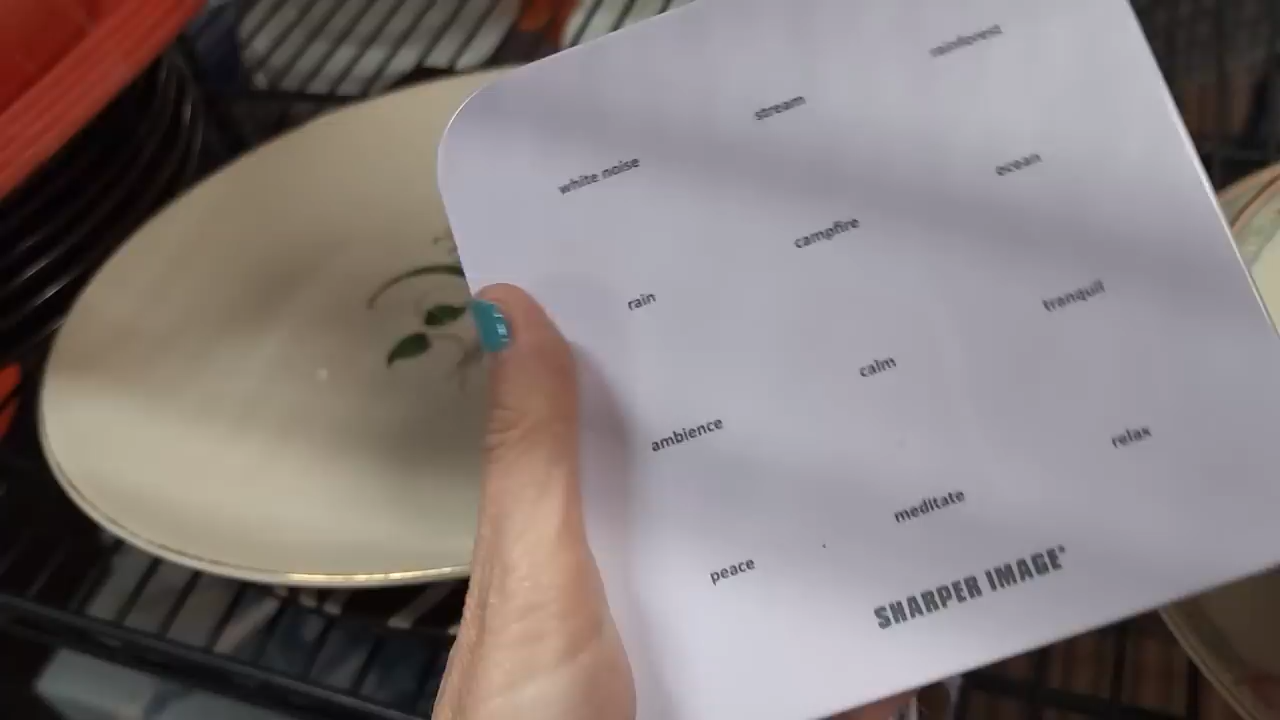 white noise stream rainforest
rain campfire ocean
ambience calm tranquil
peace meditate relax
SHARPER IMAGE®